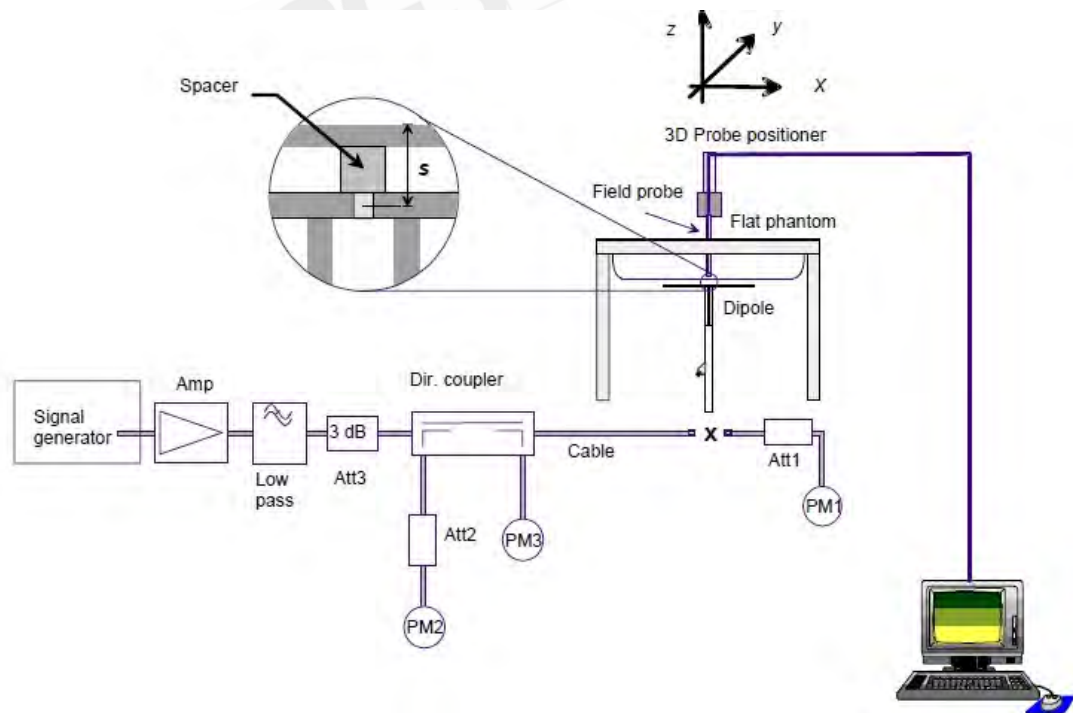 z
y
X
Spacer
s
3D Probe positioner
Field probe
Flat phantom
Dipole
Dir. coupler
Amp
Signal
generator
3 dB
Low
pass
Att3
Cable
x
Att1
PM1
Att2
PM3
PM2